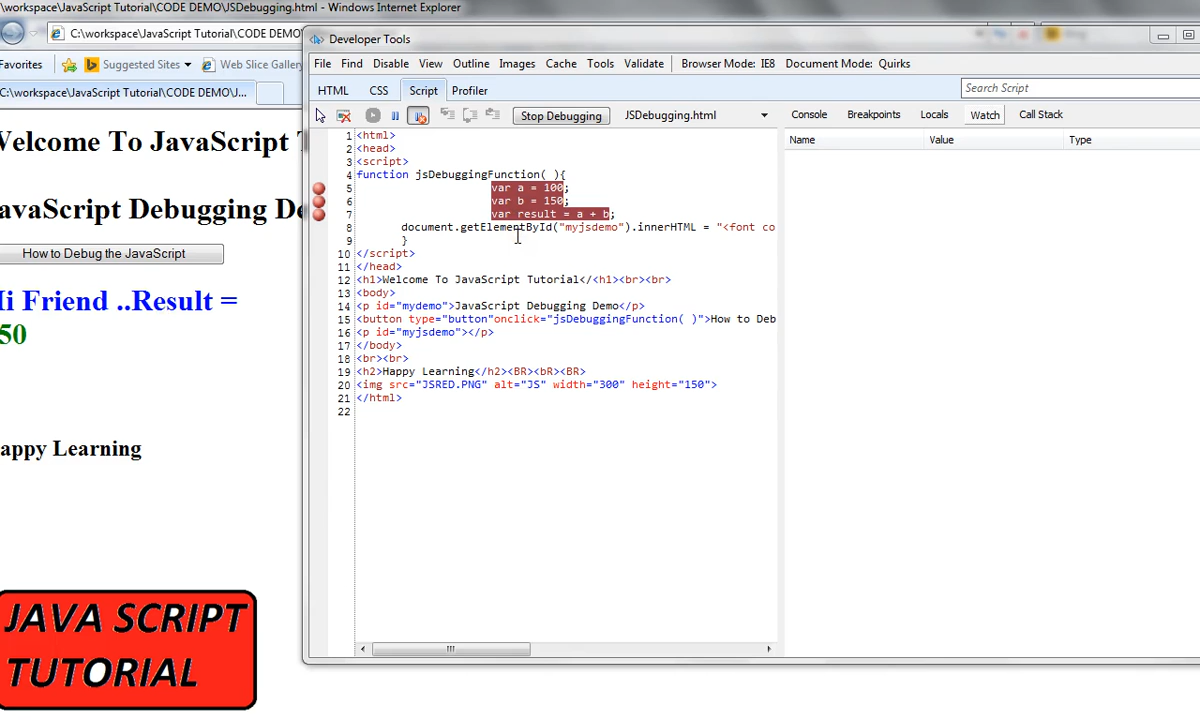 \workspace\JavaScript Tutorial\CODE DEMO\JSDebugging.html - Windows Internet Explorer
C:\workspace\JavaScript Tutorial\CODE DEMO\
Favorites Suggested Sites Web Slice Gallery
C:\workspace\JavaScript Tutorial\CODE DEMO\J...
Welcome To JavaScript T
JavaScript Debugging De
How to Debug the JavaScript
Hi Friend ..Result =
50
appy Learning
JAVA SCRIPT
TUTORIAL
Developer Tools
File Find Disable View Outline Images Cache Tools Validate Browser Mode: IE8 Document Mode: Quirks
HTML CSS Script Profiler
Search Script
Stop Debugging JSDebugging.html
Console Breakpoints Locals Watch Call Stack
Name Value Type
1 <html>
2 <head>
3 <script>
4 function jsDebuggingFunction( ){
5 var a = 100;
6 var b = 150;
7 var result = a + b;
8 document.getElementById("myjsdemo").innerHTML = "<font co
9 }
10 </script>
11 </head>
12 <h1>Welcome To JavaScript Tutorial</h1><br><br>
13 <body>
14 <p id="mydemo">JavaScript Debugging Demo</p>
15 <button type="button"onclick="jsDebuggingFunction( )">How to Deb
16 <p id="myjsdemo"></p>
17 </body>
18 <br><br>
19 <h2>Happy Learning</h2><BR><bR><BR>
20 <img src="JSRED.PNG" alt="JS" width="300" height="150">
21 </html>
22